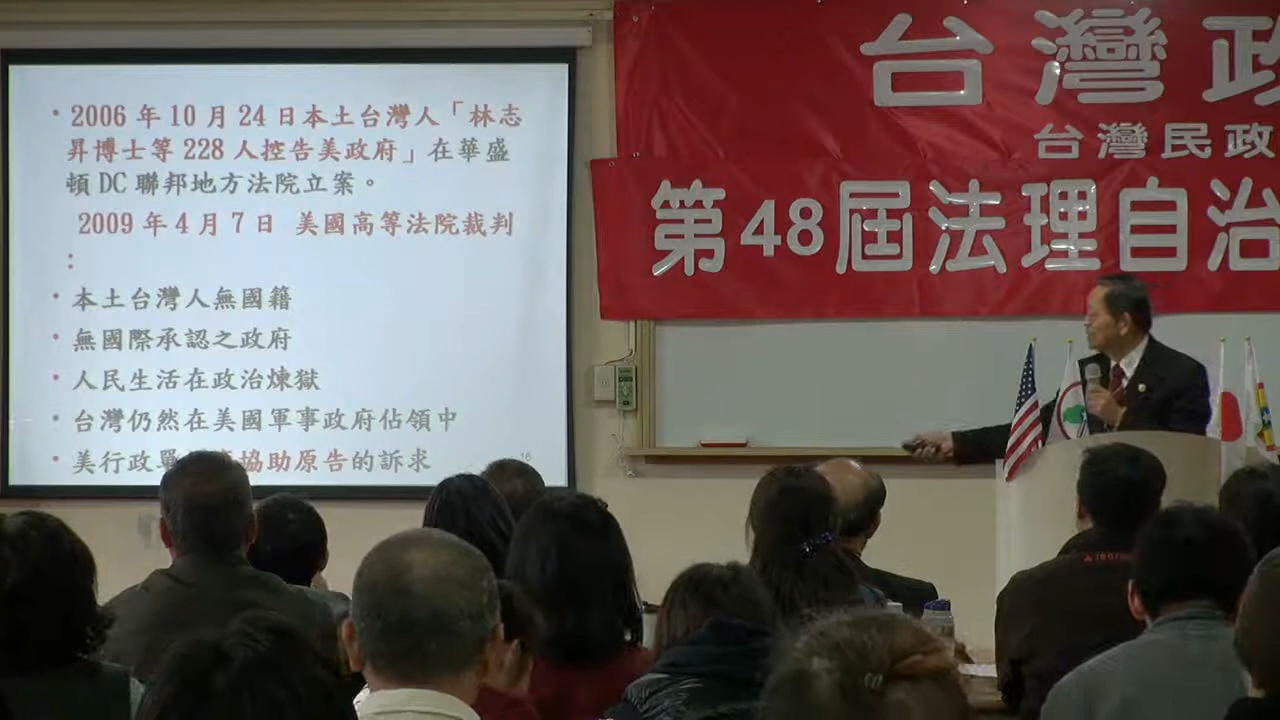 • 2006 年 10 月 24 日本土台灣人「林志
昇博士等 228 人控告美政府」在華盛
頓 DC 聯邦地方法院立案。
2009 年 4 月 7 日 美國高等法院裁判
:
• 本土台灣人無國籍
• 無國際承認之政府
• 人民生活在政治煉獄
• 台灣仍然在美國軍事政府佔領中
• 美行政單 協助原告的訴求
16
台灣政
台灣民政
第48屆法理自治